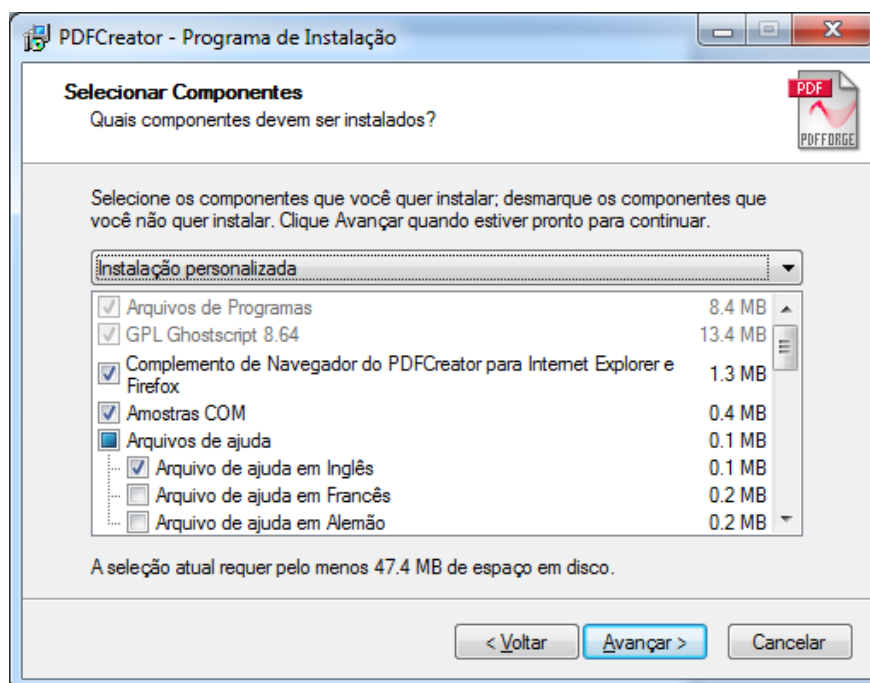 PDFCreator - Programa de Instalação
Selecionar Componentes
Quais componentes devem ser instalados?
PDF
PDFFORGE
Selecione os componentes que você quer instalar; desmarque os componentes que
você não quer instalar. Clique Avançar quando estiver pronto para continuar.
Instalação personalizada
Arquivos de Programas 8.4 MB
GPL Ghostscript 8.64 13.4 MB
Complemento de Navegador do PDFCreator para Internet Explorer e
Firefox 1.3 MB
Amostras COM 0.4 MB
Arquivos de ajuda 0.1 MB
Arquivo de ajuda em Inglês 0.1 MB
Arquivo de ajuda em Francês 0.2 MB
Arquivo de ajuda em Alemão 0.2 MB
A seleção atual requer pelo menos 47.4 MB de espaço em disco.
< Voltar Avançar > Cancelar